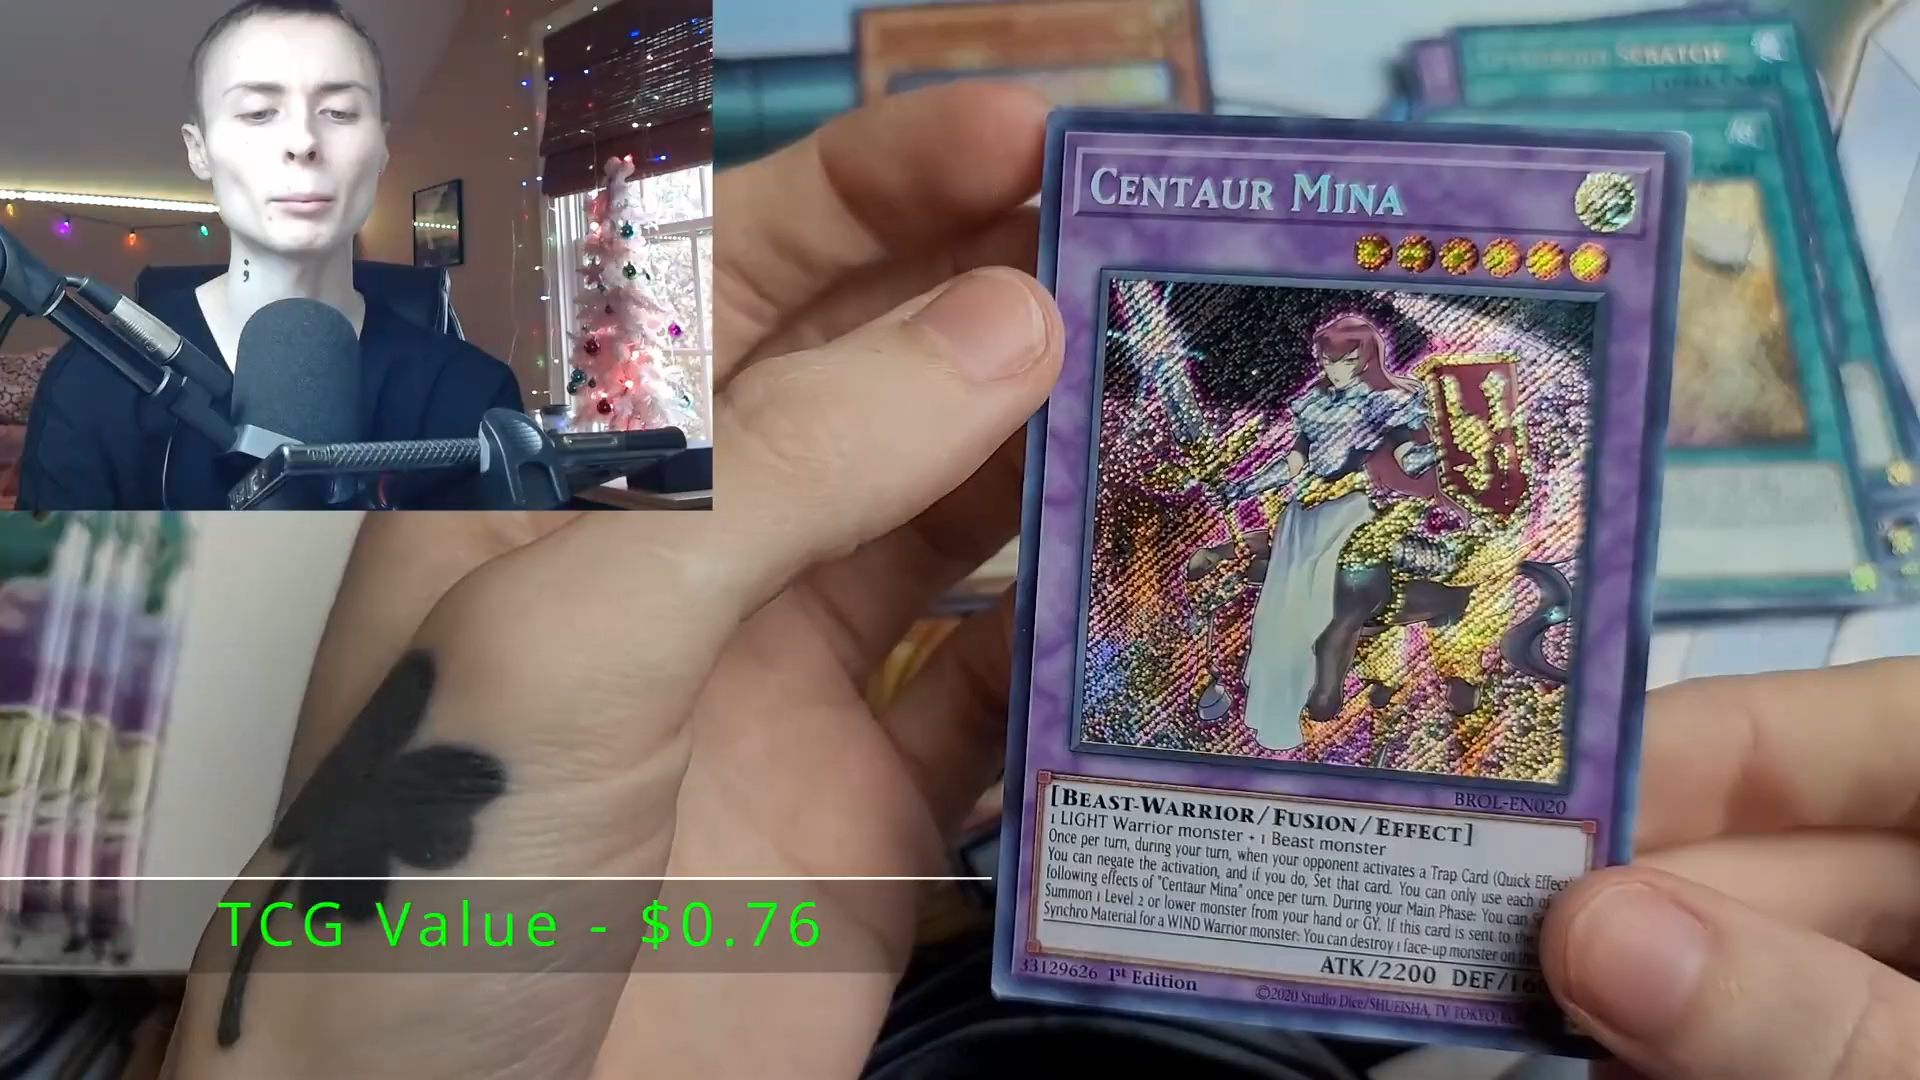 SCRATCH
CENTAUR MINA
BROL-EN020
[BEAST-WARRIOR/FUSION/EFFECT]
1 LIGHT Warrior monster + 1 Beast monster
Once per turn, during your turn, when your opponent activates a Trap Card (Quick Effect
You can negate the activation, and if you do, Set that card. You can only use each of
following effects of "Centaur Mina" once per turn. During your Main Phase: You can
Summon 1 Level 2 or lower monster from your hand or GY. If this card is sent to the
Synchro Material for a WIND Warrior monster: You can destroy 1 face-up monster on
ATK/2200 DEF/160
33129626 1st Edition
©2020 Studio Dice/SHUEISHA, TV TOKYO,
TCG Value - $0.76